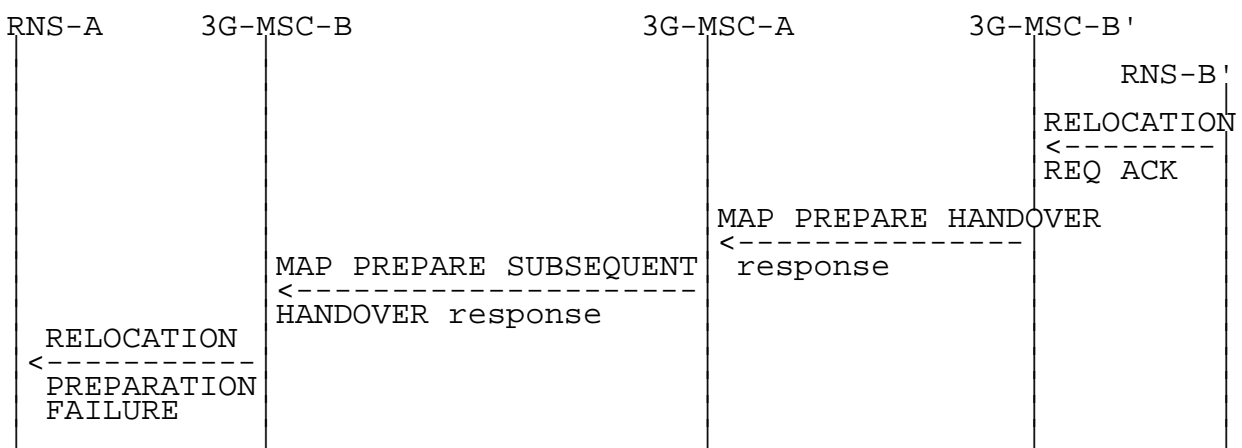 RNS-A 3G-MSC-B 3G-MSC-A 3G-MSC-B'
RNS-B'
RELOCATION
REQ ACK
MAP PREPARE HANDOVER
response
MAP PREPARE SUBSEQUENT
HANDOVER response
RELOCATION
PREPARATION
FAILURE